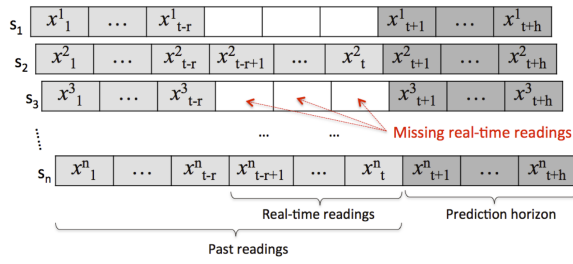 s1 x^1_1 ... x^1_t-r x^1_t+1 ... x^1_t+h
s2 x^2_1 ... x^2_t-r x^2_t-r+1 ... x^2_t x^2_t+1 ... x^2_t+h
s3 x^3_1 ... x^3_t-r x^3_t+1 ... x^3_t+h
... ... Missing real-time readings
......
sn x^n_1 ... x^n_t-r x^n_t-r+1 ... x^n_t x^n_t+1 ... x^n_t+h
Real-time readings Prediction horizon
Past readings